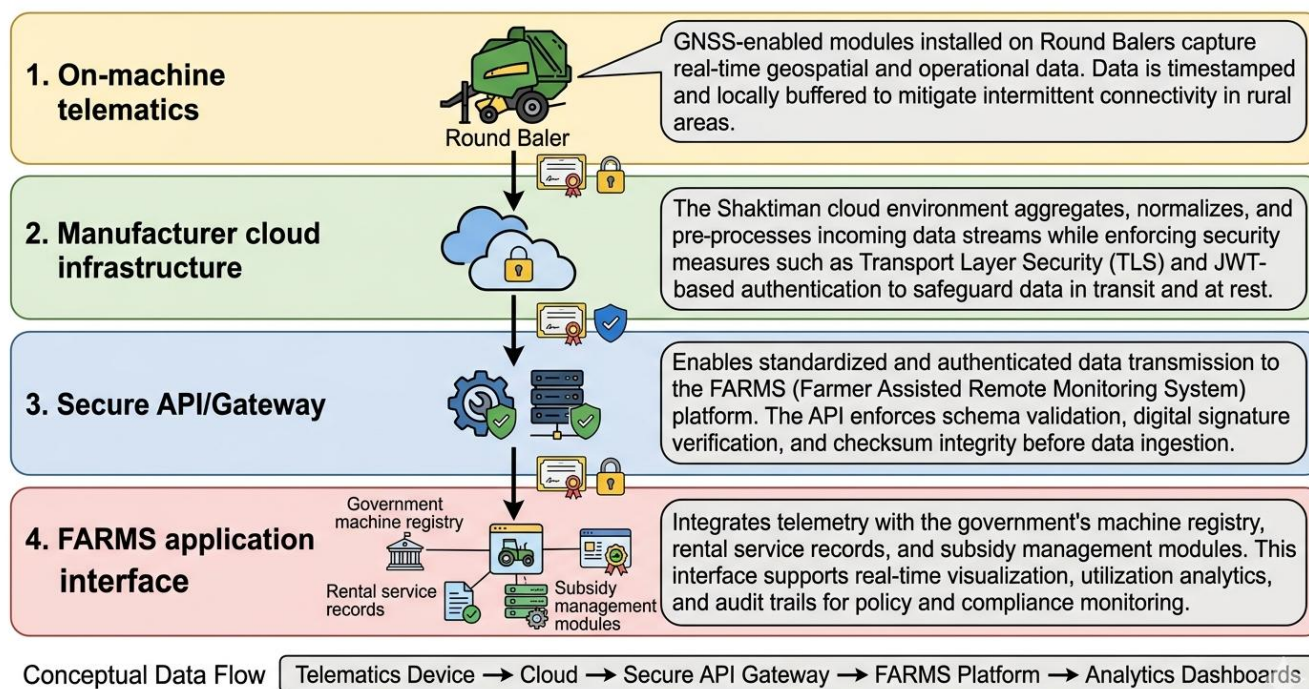 1. On-machine
telematics
Round Baler
GNSS-enabled modules installed on Round Balers capture
real-time geospatial and operational data. Data is timestamped
and locally buffered to mitigate intermittent connectivity in rural
areas.
2. Manufacturer cloud
infrastructure
The Shaktiman cloud environment aggregates, normalizes, and
pre-processes incoming data streams while enforcing security
measures such as Transport Layer Security (TLS) and JWT-
based authentication to safeguard data in transit and at rest.
3. Secure API/Gateway
Enables standardized and authenticated data transmission to
the FARMS (Farmer Assisted Remote Monitoring System)
platform. The API enforces schema validation, digital signature
verification, and checksum integrity before data ingestion.
4. FARMS application
interface
Government
machine registry
Rental service
records
Subsidy
management
modules
Integrates telemetry with the government's machine registry,
rental service records, and subsidy management modules. This
interface supports real-time visualization, utilization analytics,
and audit trails for policy and compliance monitoring.
Conceptual Data Flow
Telematics Device → Cloud → Secure API Gateway → FARMS Platform → Analytics Dashboards